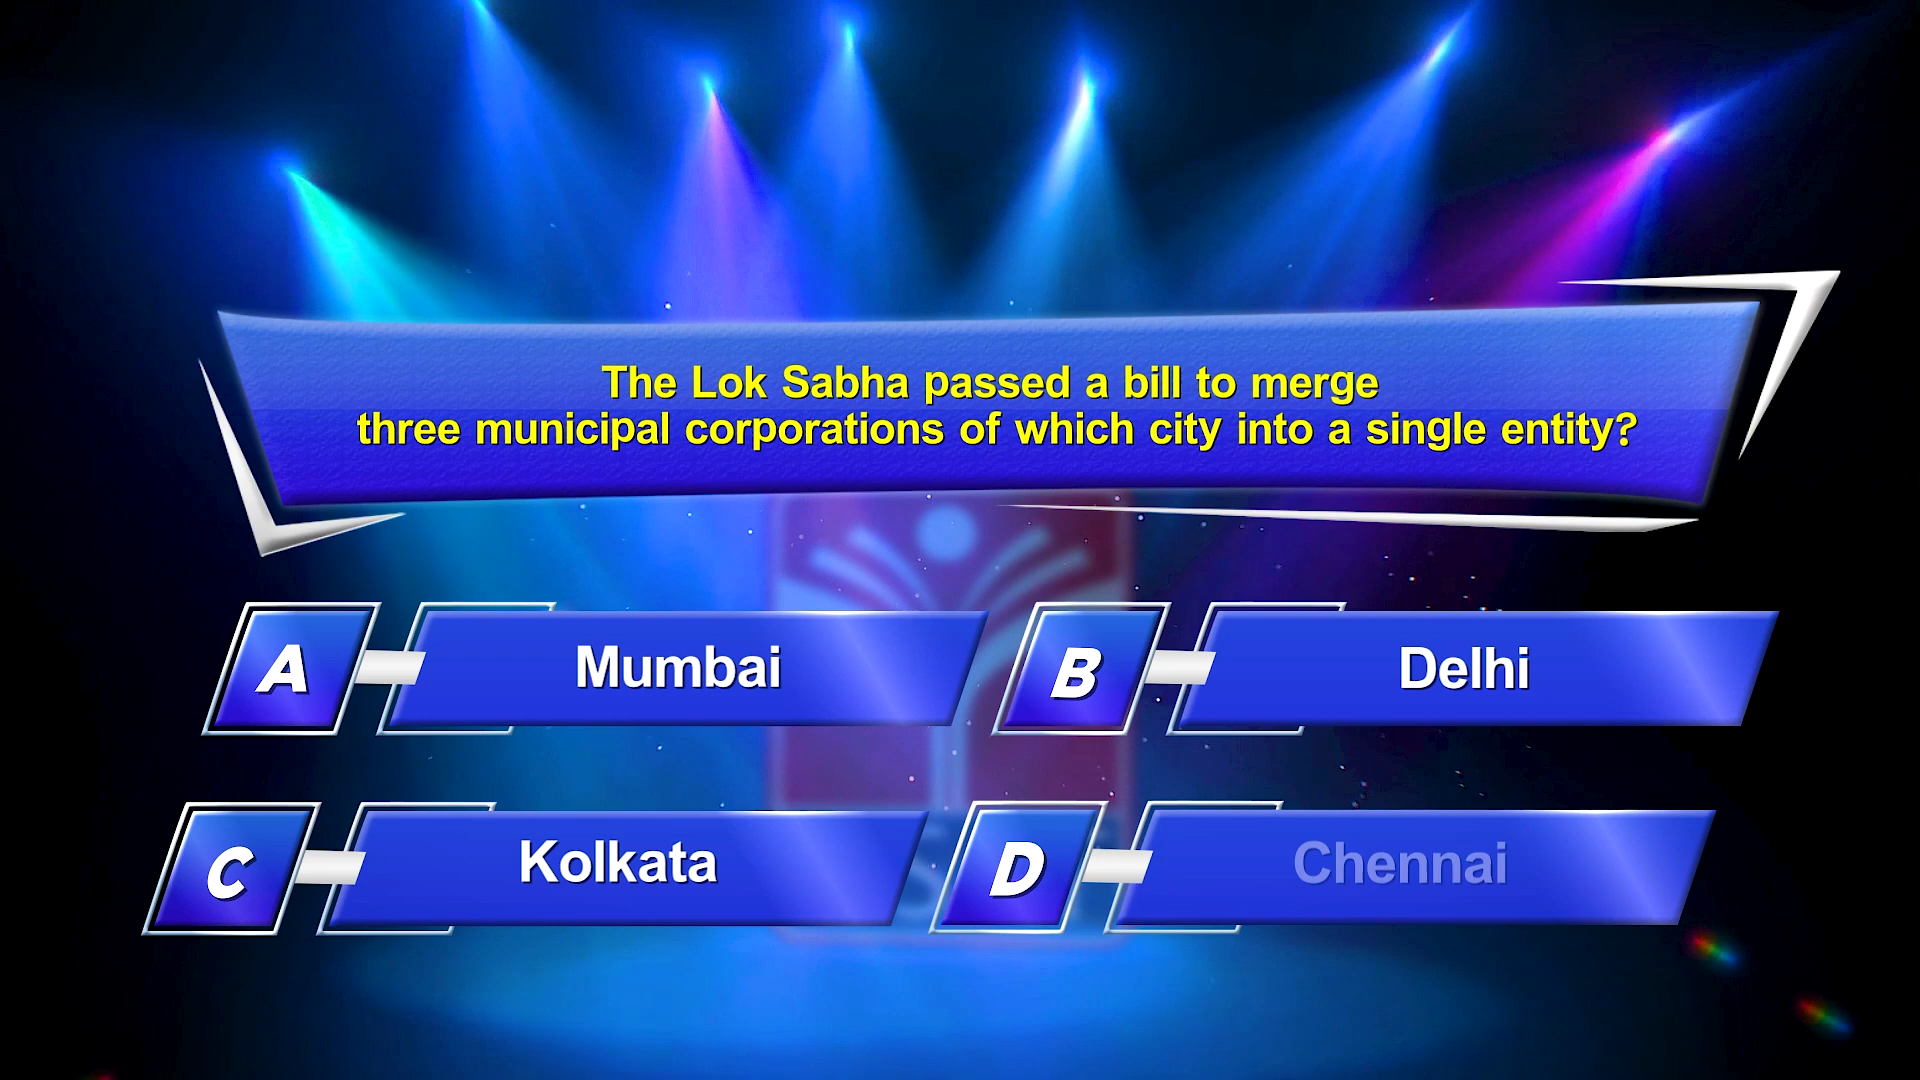 The Lok Sabha passed a bill to merge
three municipal corporations of which city into a single entity?
A Mumbai
B Delhi
C Kolkata
D Chennai